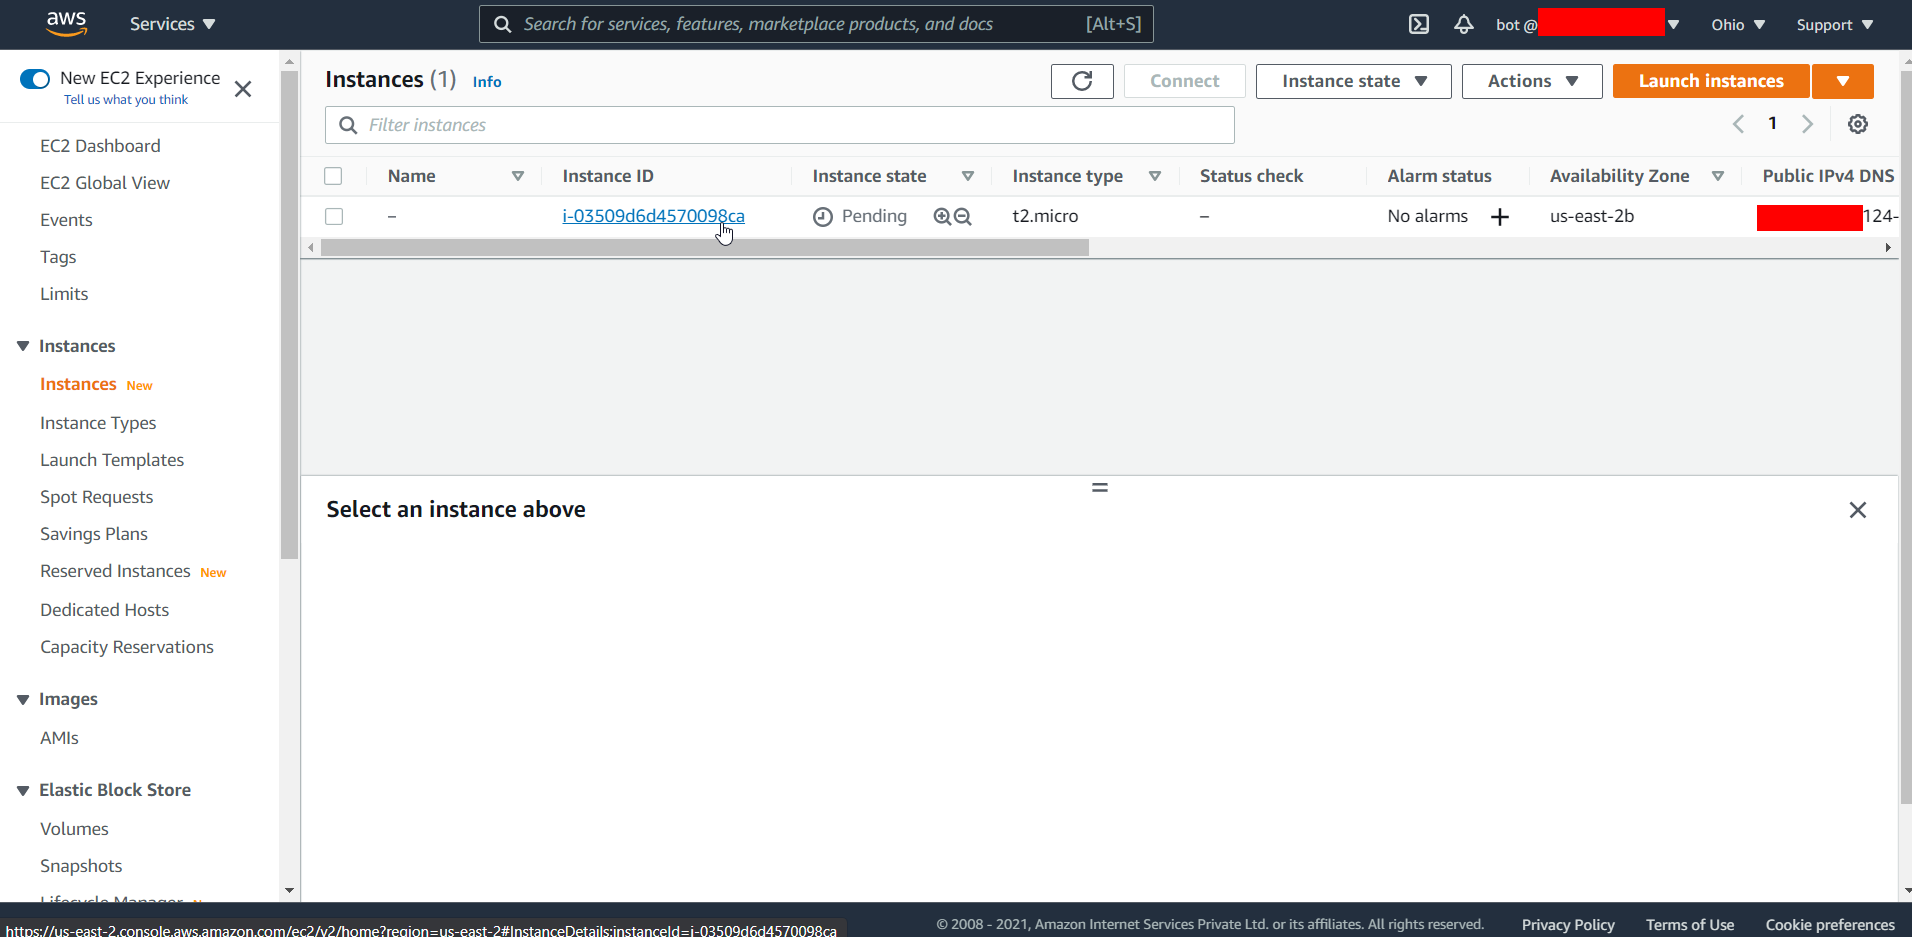 aws Services Search for services, features, marketplace products, and docs [Alt+S] bot @ Ohio Support
New EC2 Experience
Tell us what you think
EC2 Dashboard
EC2 Global View
Events
Tags
Limits
Instances
Instances New
Instance Types
Launch Templates
Spot Requests
Savings Plans
Reserved Instances New
Dedicated Hosts
Capacity Reservations
Images
AMIs
Elastic Block Store
Volumes
Snapshots
Lifecycle Manager
Instances (1) Info Connect Instance state Actions Launch instances
Filter instances 1
Name Instance ID Instance state Instance type Status check Alarm status Availability Zone Public IPv4 DNS
– i-03509d6d4570098ca Pending t2.micro – No alarms + us-east-2b 124-
Select an instance above
https://us-east-2.console.aws.amazon.com/ec2/v2/home?region=us-east-2#InstanceDetails:instanceId=i-03509d6d4570098ca
© 2008 - 2021, Amazon Internet Services Private Ltd. or its affiliates. All rights reserved. Privacy Policy Terms of Use Cookie preferences